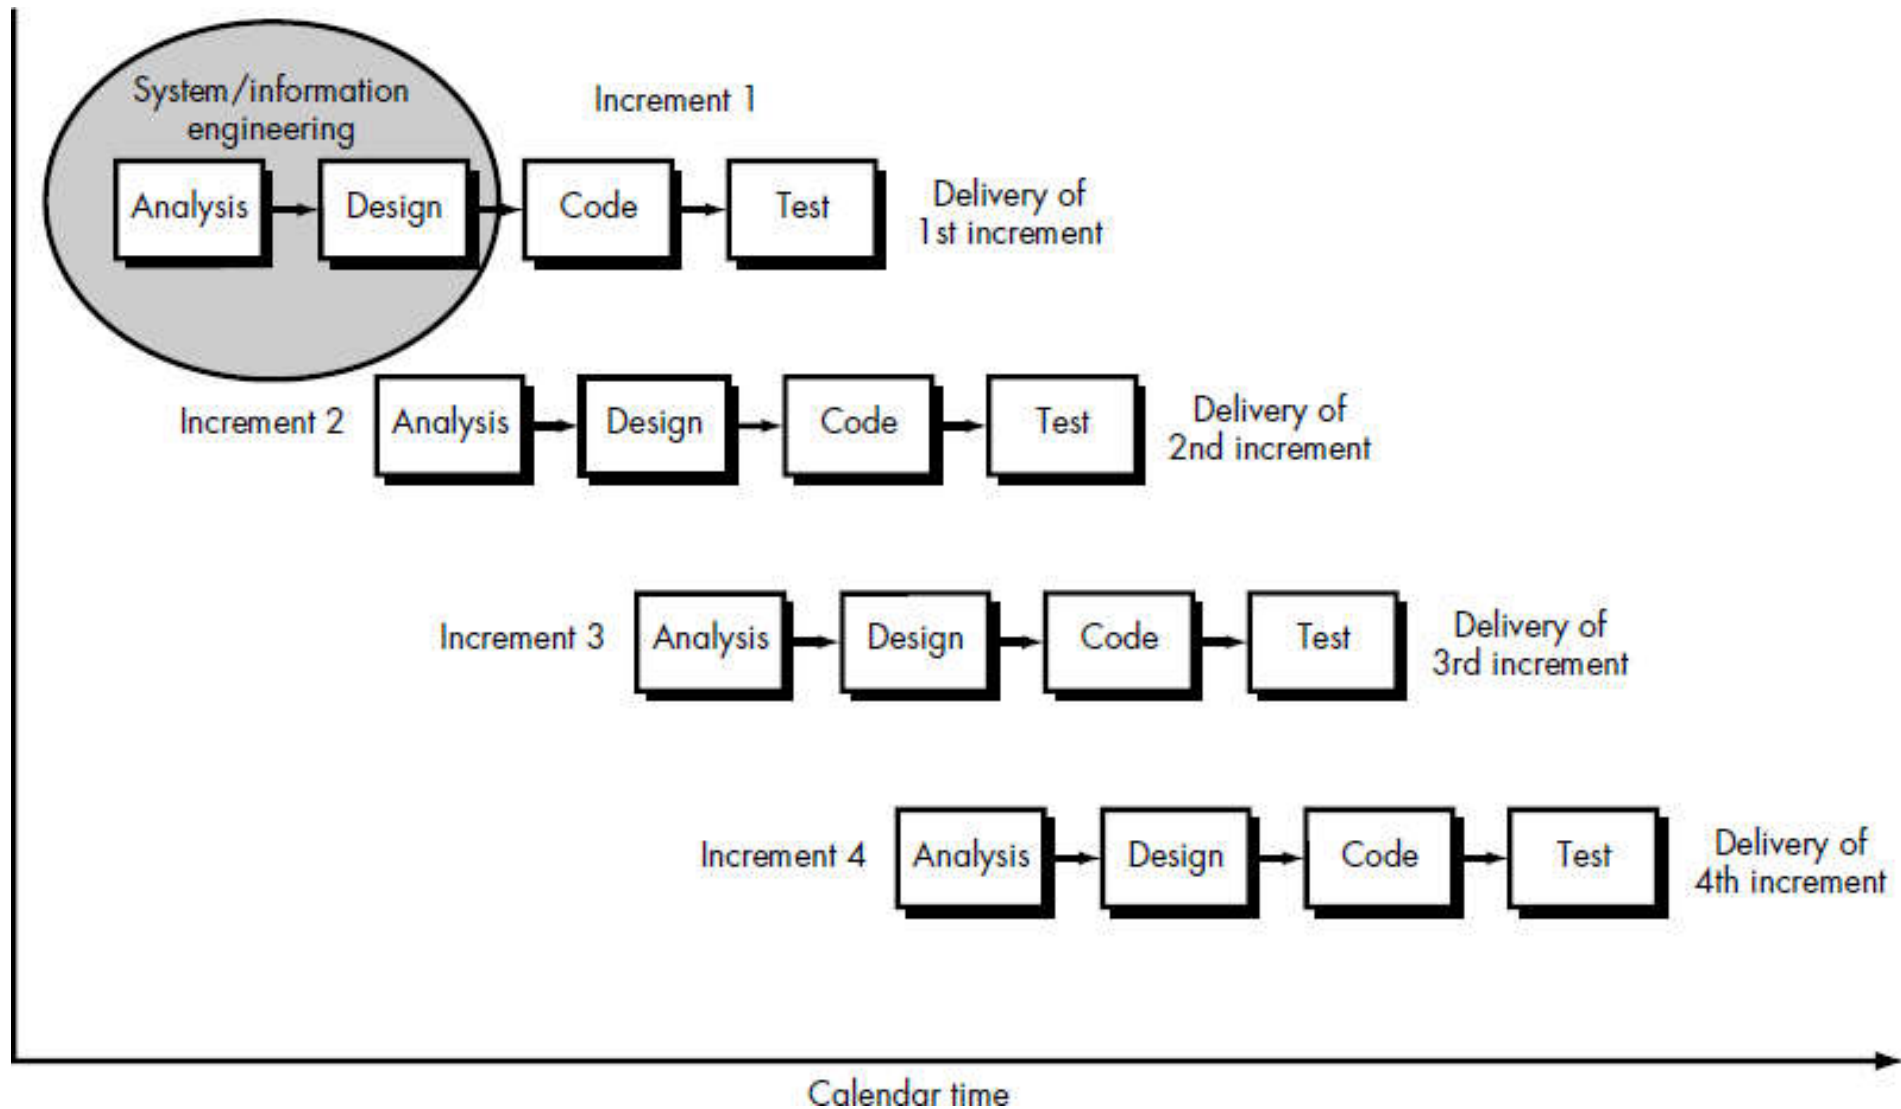 System/information
engineering
Increment 1
Analysis
Design
Code
Test
Delivery of
1st increment
Increment 2
Analysis
Design
Code
Test
Delivery of
2nd increment
Increment 3
Analysis
Design
Code
Test
Delivery of
3rd increment
Increment 4
Analysis
Design
Code
Test
Delivery of
4th increment
Calendar time